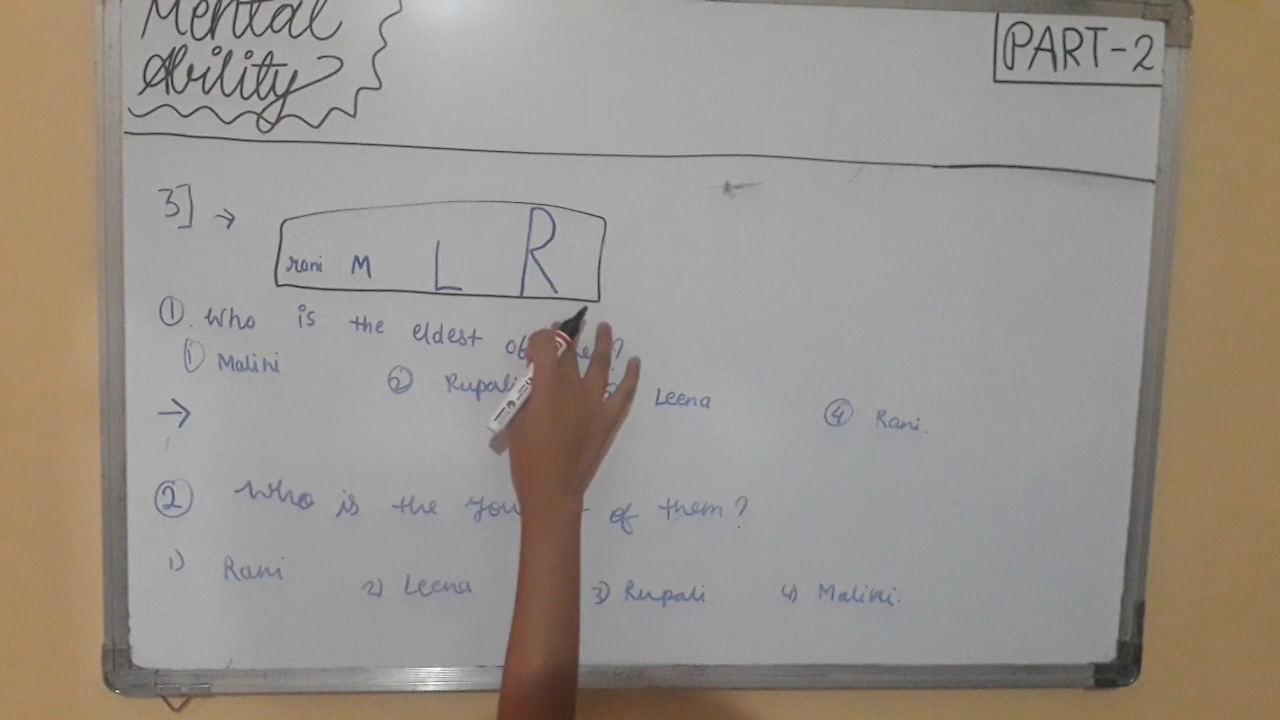 Mental
Ability
PART-2
3] →
rani M L R
① Who is the eldest
① Malini ② Rupali Leena ④ Rani.
→
② Who is the of them?
1) Rani 2) Leena 3) Rupali 4) Malini.